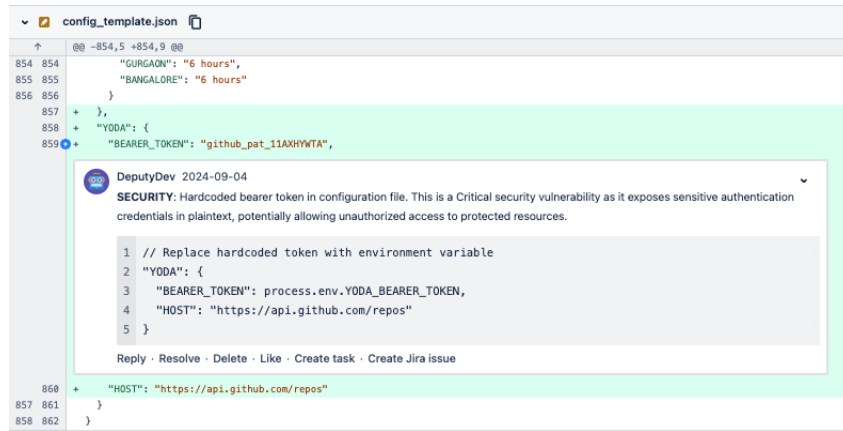 config_template.json
@@ -854,5 +854,9 @@
854 854 "GURGAON": "6 hours",
855 855 "BANGALORE": "6 hours"
856 856 }
857 + },
858 + "YODA": {
859 + "BEARER_TOKEN": "github_pat_11AXHYWTA",
DeputyDev 2024-09-04
SECURITY: Hardcoded bearer token in configuration file. This is a Critical security vulnerability as it exposes sensitive authentication
credentials in plaintext, potentially allowing unauthorized access to protected resources.
1 // Replace hardcoded token with environment variable
2 "YODA": {
3 "BEARER_TOKEN": process.env.YODA_BEARER_TOKEN,
4 "HOST": "https://api.github.com/repos"
5 }
Reply · Resolve · Delete · Like · Create task · Create Jira issue
860 + "HOST": "https://api.github.com/repos"
857 861 }
858 862 }